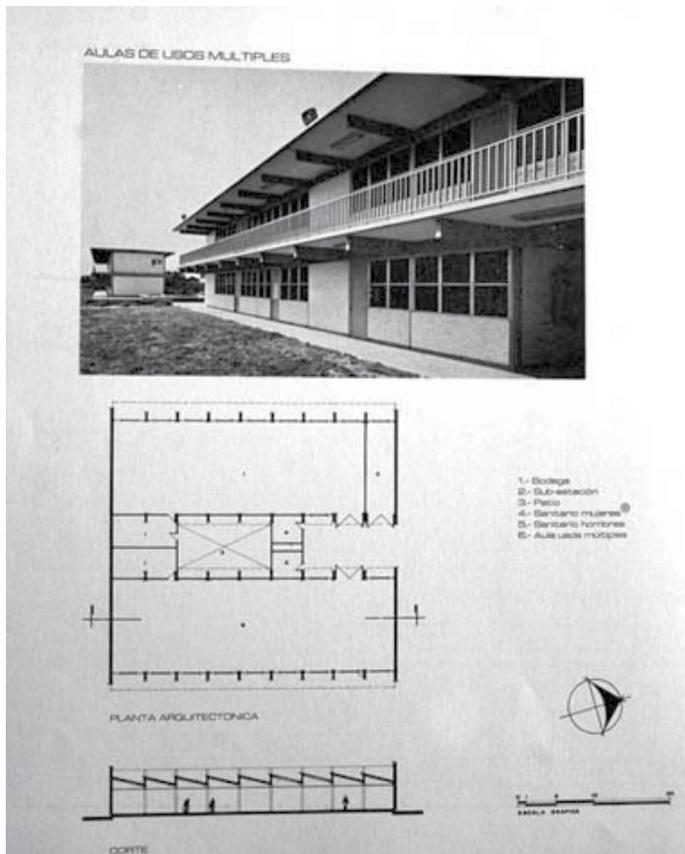 AULAS DE USOS MULTIPLES
1.- Bodega
2.- Sub-estación
3.- Patio
4.- Sanitario mujeres
5.- Sanitario hombres
6.- Aula usos múltiples
PLANTA ARQUITECTONICA
ESCALA GRAFICA
CORTE